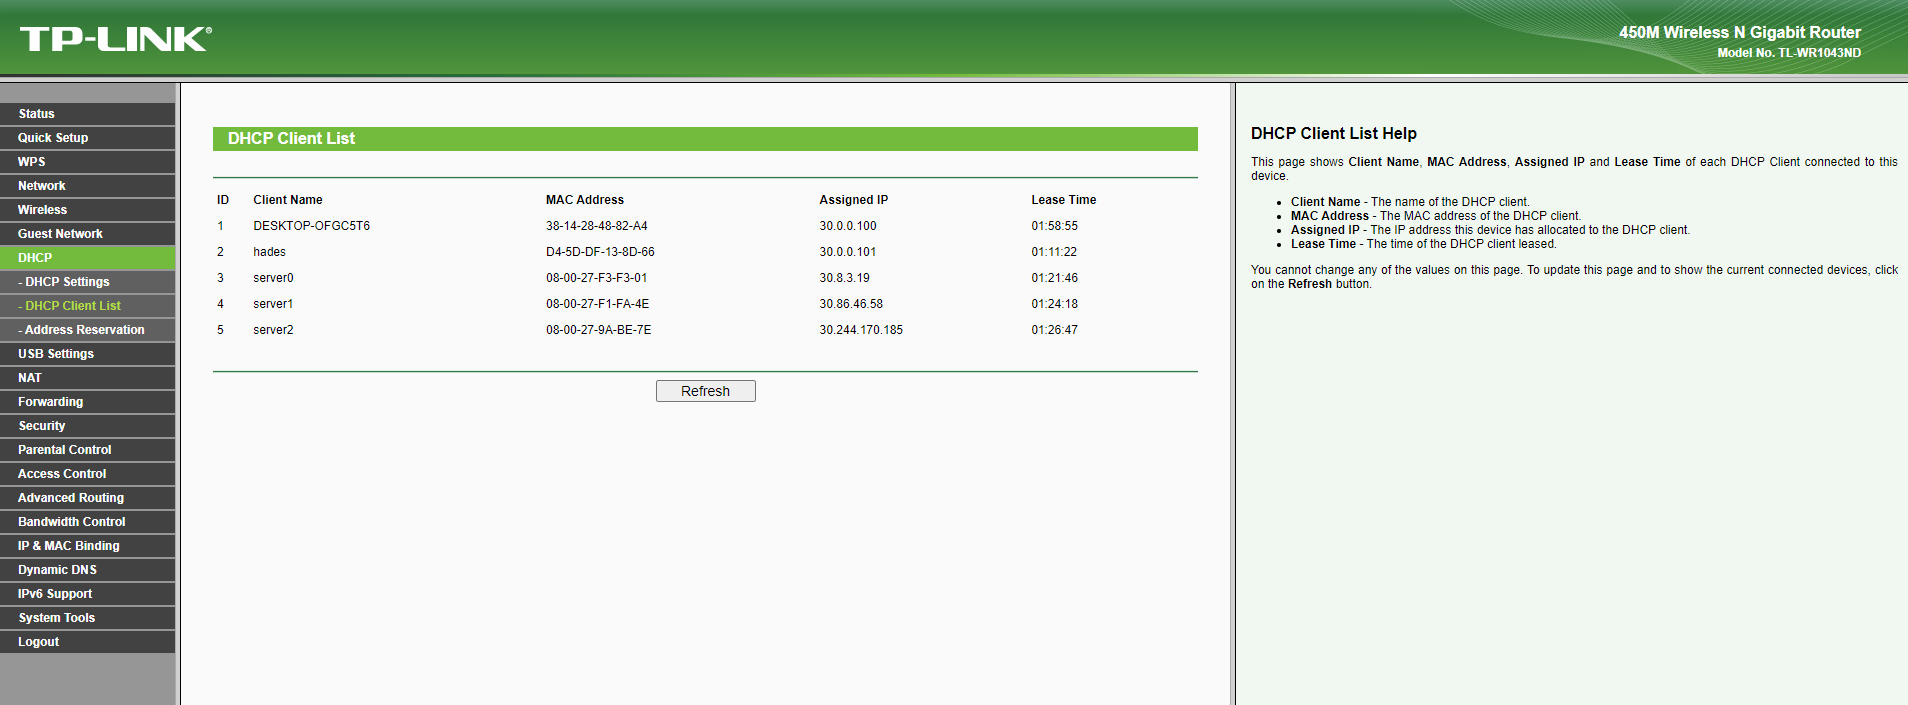 TP-LINK®
450M Wireless N Gigabit Router
Model No. TL-WR1043ND
Status
Quick Setup
WPS
Network
Wireless
Guest Network
DHCP
- DHCP Settings
- DHCP Client List
- Address Reservation
USB Settings
NAT
Forwarding
Security
Parental Control
Access Control
Advanced Routing
Bandwidth Control
IP & MAC Binding
Dynamic DNS
IPv6 Support
System Tools
Logout
DHCP Client List
ID Client Name MAC Address Assigned IP Lease Time
1 DESKTOP-OFGC5T6 38-14-28-48-82-A4 30.0.0.100 01:58:55
2 hades D4-5D-DF-13-8D-66 30.0.0.101 01:11:22
3 server0 08-00-27-F3-F3-01 30.8.3.19 01:21:46
4 server1 08-00-27-F1-FA-4E 30.86.46.58 01:24:18
5 server2 08-00-27-9A-BE-7E 30.244.170.185 01:26:47
Refresh
DHCP Client List Help
This page shows Client Name, MAC Address, Assigned IP and Lease Time of each DHCP Client connected to this
device.
• Client Name - The name of the DHCP client.
• MAC Address - The MAC address of the DHCP client.
• Assigned IP - The IP address this device has allocated to the DHCP client.
• Lease Time - The time of the DHCP client leased.
You cannot change any of the values on this page. To update this page and to show the current connected devices, click
on the Refresh button.